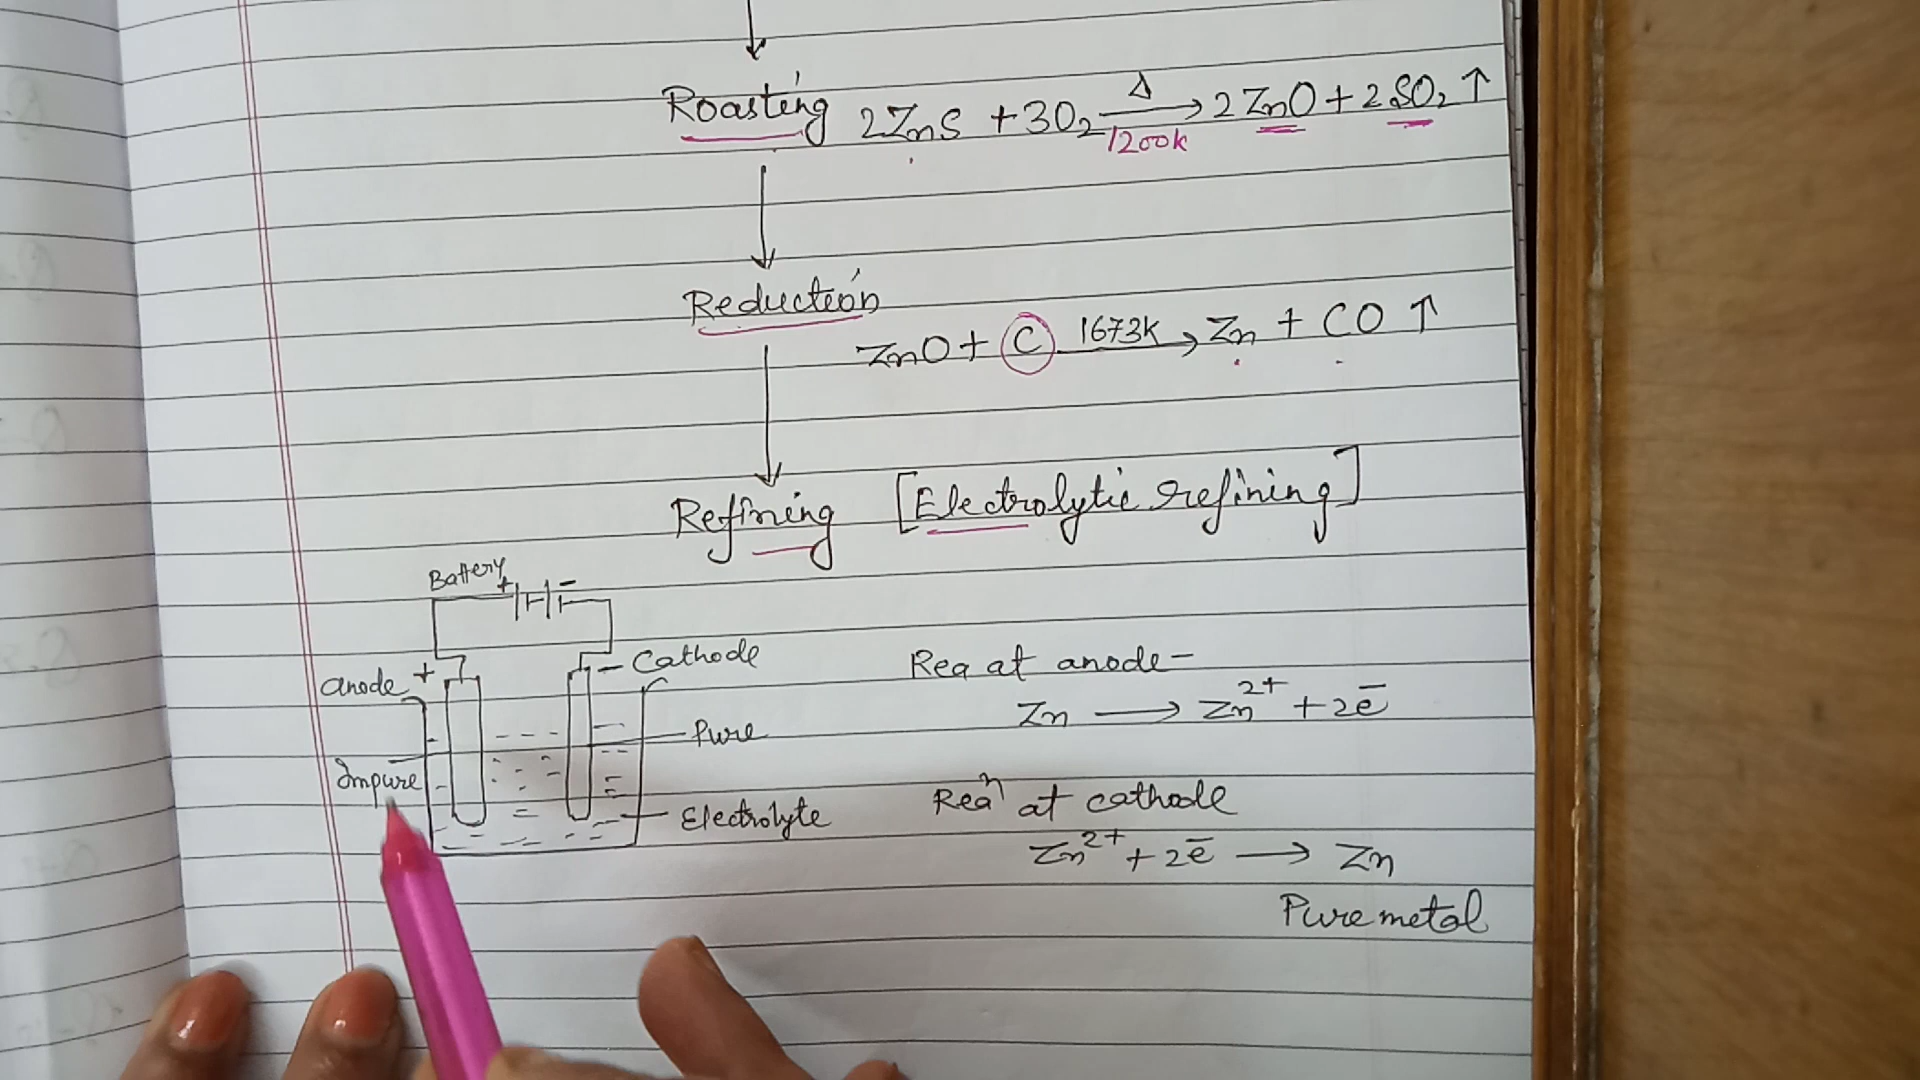 Roasting 2ZnS + 3O₂ —Δ/1200k→ 2ZnO + 2SO₂ ↑
Reduction
ZnO + C —1673k→ Zn + CO ↑
Refining [Electrolytic refining]
Battery
+ −
anode + Cathode
Impure Pure
Electrolyte
Rea at anode -
Zn → Zn²⁺ + 2e⁻
Reaⁿ at cathode
Zn²⁺ + 2e⁻ → Zn
Pure metal